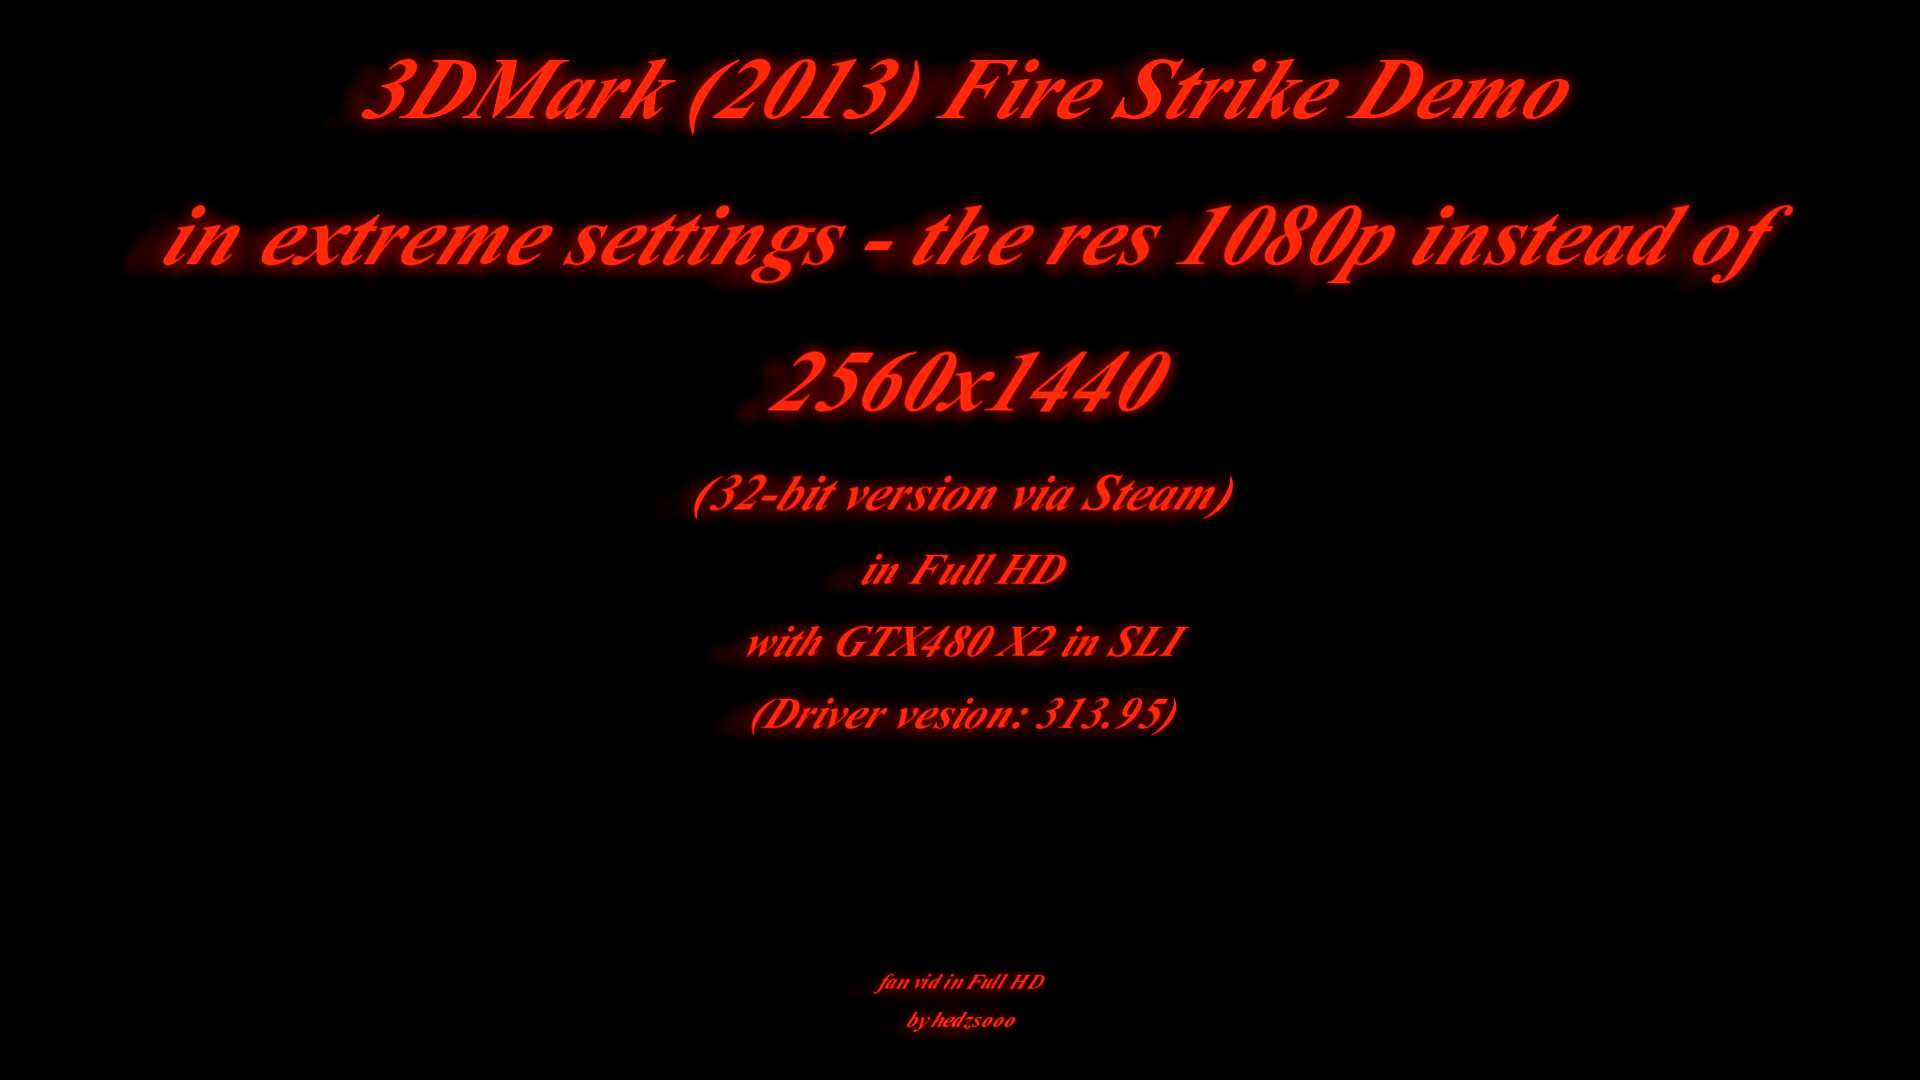 3DMark (2013) Fire Strike Demo
in extreme settings - the res 1080p instead of
2560x1440
(32-bit version via Steam)
in Full HD
with GTX480 X2 in SLI
(Driver vesion: 313.95)
fan vid in Full HD
by hedzsooo